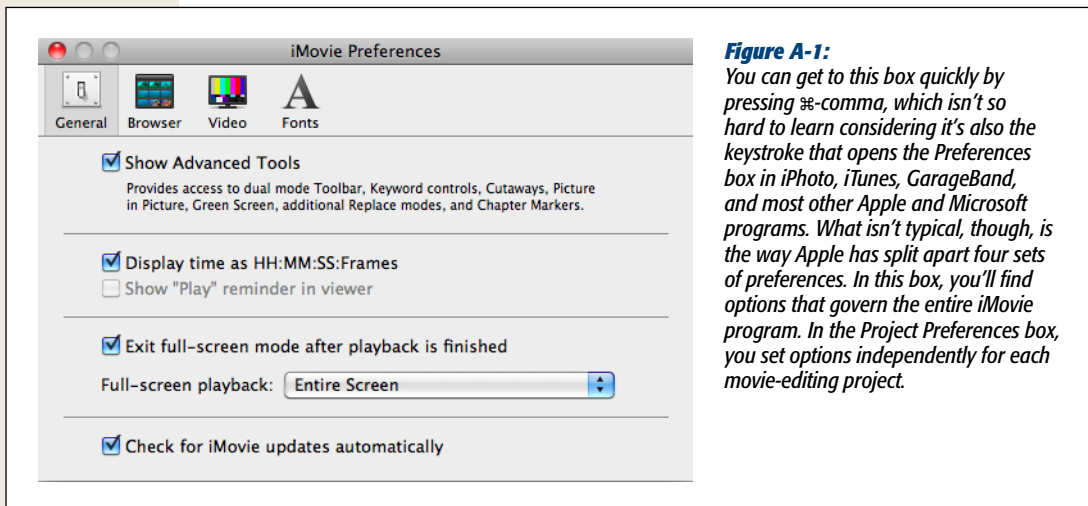 iMovie Preferences
General Browser Video Fonts
Show Advanced Tools
Provides access to dual mode Toolbar, Keyword controls, Cutaways, Picture
in Picture, Green Screen, additional Replace modes, and Chapter Markers.
Display time as HH:MM:SS:Frames
Show "Play" reminder in viewer
Exit full-screen mode after playback is finished
Full-screen playback: Entire Screen
Check for iMovie updates automatically
Figure A-1:
You can get to this box quickly by
pressing ⌘-comma, which isn’t so
hard to learn considering it’s also the
keystroke that opens the Preferences
box in iPhoto, iTunes, GarageBand,
and most other Apple and Microsoft
programs. What isn’t typical, though, is
the way Apple has split apart four sets
of preferences. In this box, you’ll find
options that govern the entire iMovie
program. In the Project Preferences box,
you set options independently for each
movie-editing project.